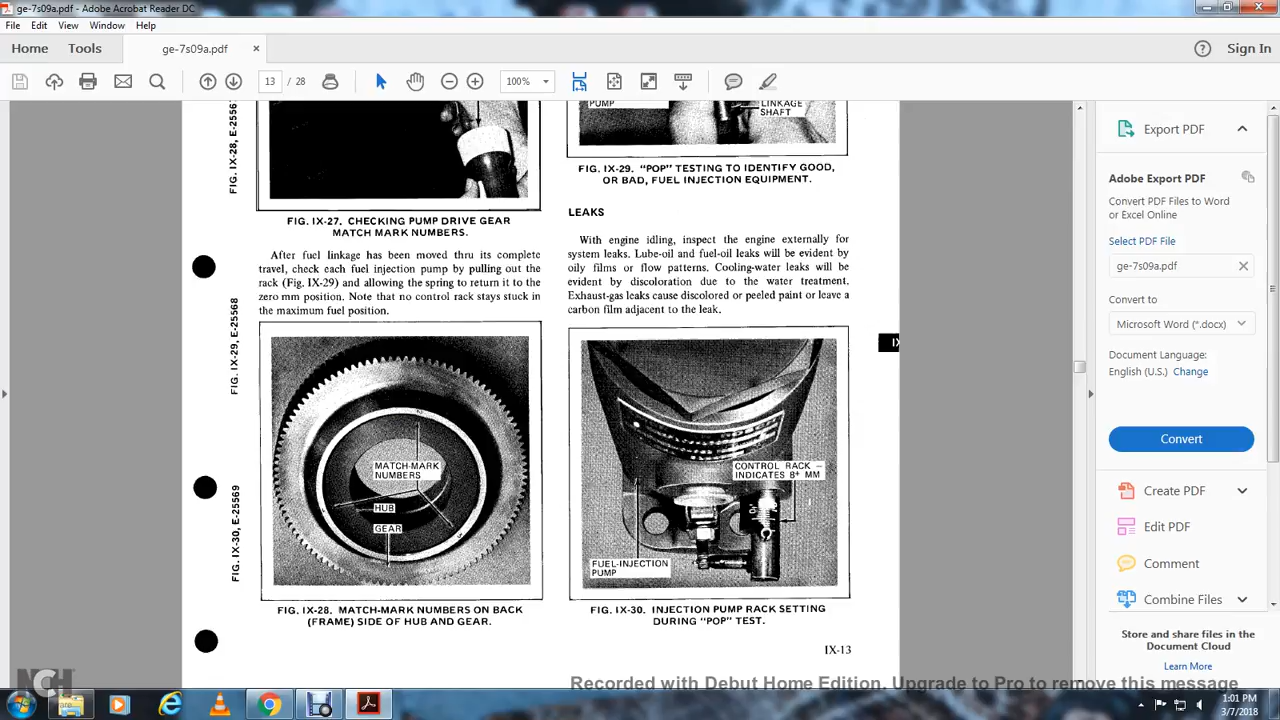 ge-7s09a.pdf - Adobe Acrobat Reader DC
File Edit View Window Help
Home Tools ge-7s09a.pdf × ? Sign In
13 / 28 100%
FIG. IX-28, E-2556
PUMP
LINKAGE
SHAFT
FIG. IX-27. CHECKING PUMP DRIVE GEAR
MATCH MARK NUMBERS.
After fuel linkage has been moved thru its complete
travel, check each fuel injection pump by pulling out the
rack (Fig. IX-29) and allowing the spring to return it to the
zero mm position. Note that no control rack stays stuck in
the maximum fuel position.
FIG. IX-29, E-25568
MATCH-MARK
NUMBERS
HUB
GEAR
FIG. IX-30, E-25569
FIG. IX-28. MATCH-MARK NUMBERS ON BACK
(FRAME) SIDE OF HUB AND GEAR.
FIG. IX-29. "POP" TESTING TO IDENTIFY GOOD,
OR BAD, FUEL INJECTION EQUIPMENT.
LEAKS
With engine idling, inspect the engine externally for
system leaks. Lube-oil and fuel-oil leaks will be evident by
oily films or flow patterns. Cooling-water leaks will be
evident by discoloration due to the water treatment.
Exhaust-gas leaks cause discolored or peeled paint or leave a
carbon film adjacent to the leak.
IX
CONTROL RACK –
INDICATES 8+ MM
FUEL-INJECTION
PUMP
FIG. IX-30. INJECTION PUMP RACK SETTING
DURING "POP" TEST.
IX-13
Export PDF
Adobe Export PDF
Convert PDF Files to Word
or Excel Online
Select PDF File
ge-7s09a.pdf
Convert to
Microsoft Word (*.docx)
Document Language:
English (U.S.) Change
Convert
Create PDF
Edit PDF
Comment
Combine Files
Store and share files in the
Document Cloud
Learn More
NCH
Recorded with Debut Home Edition. Upgrade to Pro to remove this message
1:01 PM
3/7/2018